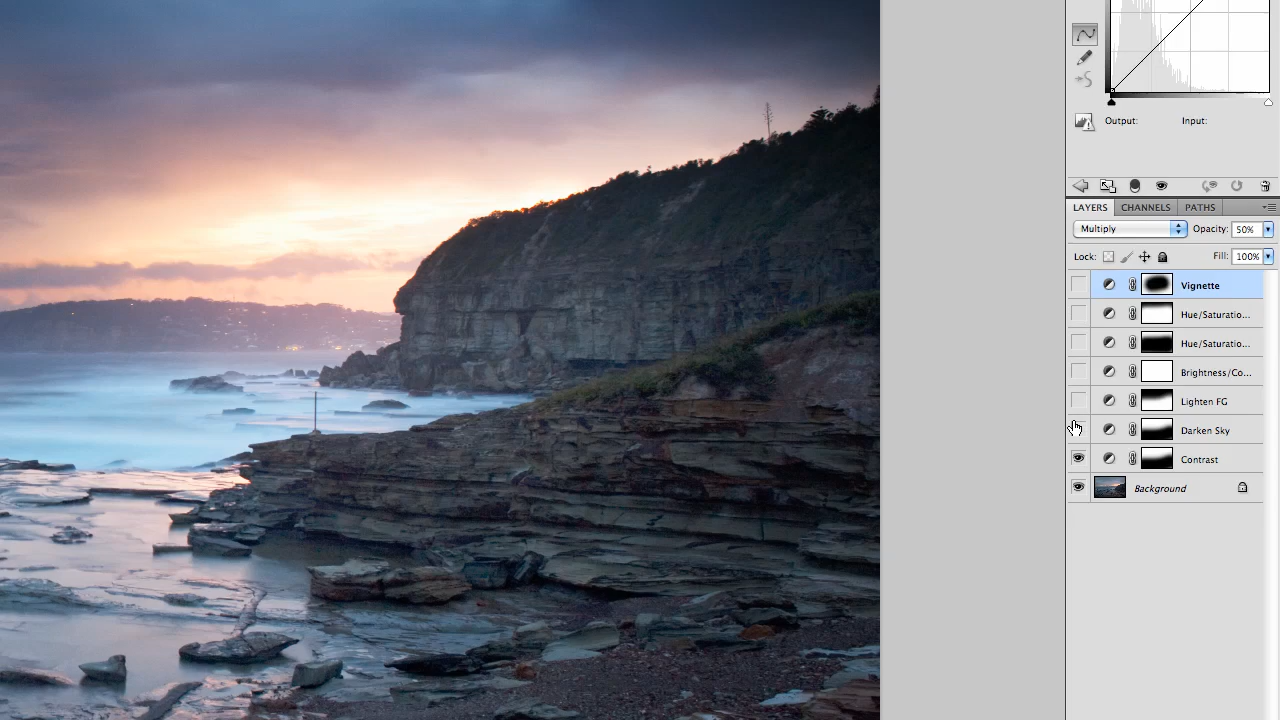 Output: Input:
LAYERS CHANNELS PATHS
Multiply Opacity: 50%
Lock: Fill: 100%
Vignette
Hue/Saturatio...
Hue/Saturatio...
Brightness/Co...
Lighten FG
Darken Sky
Contrast
Background